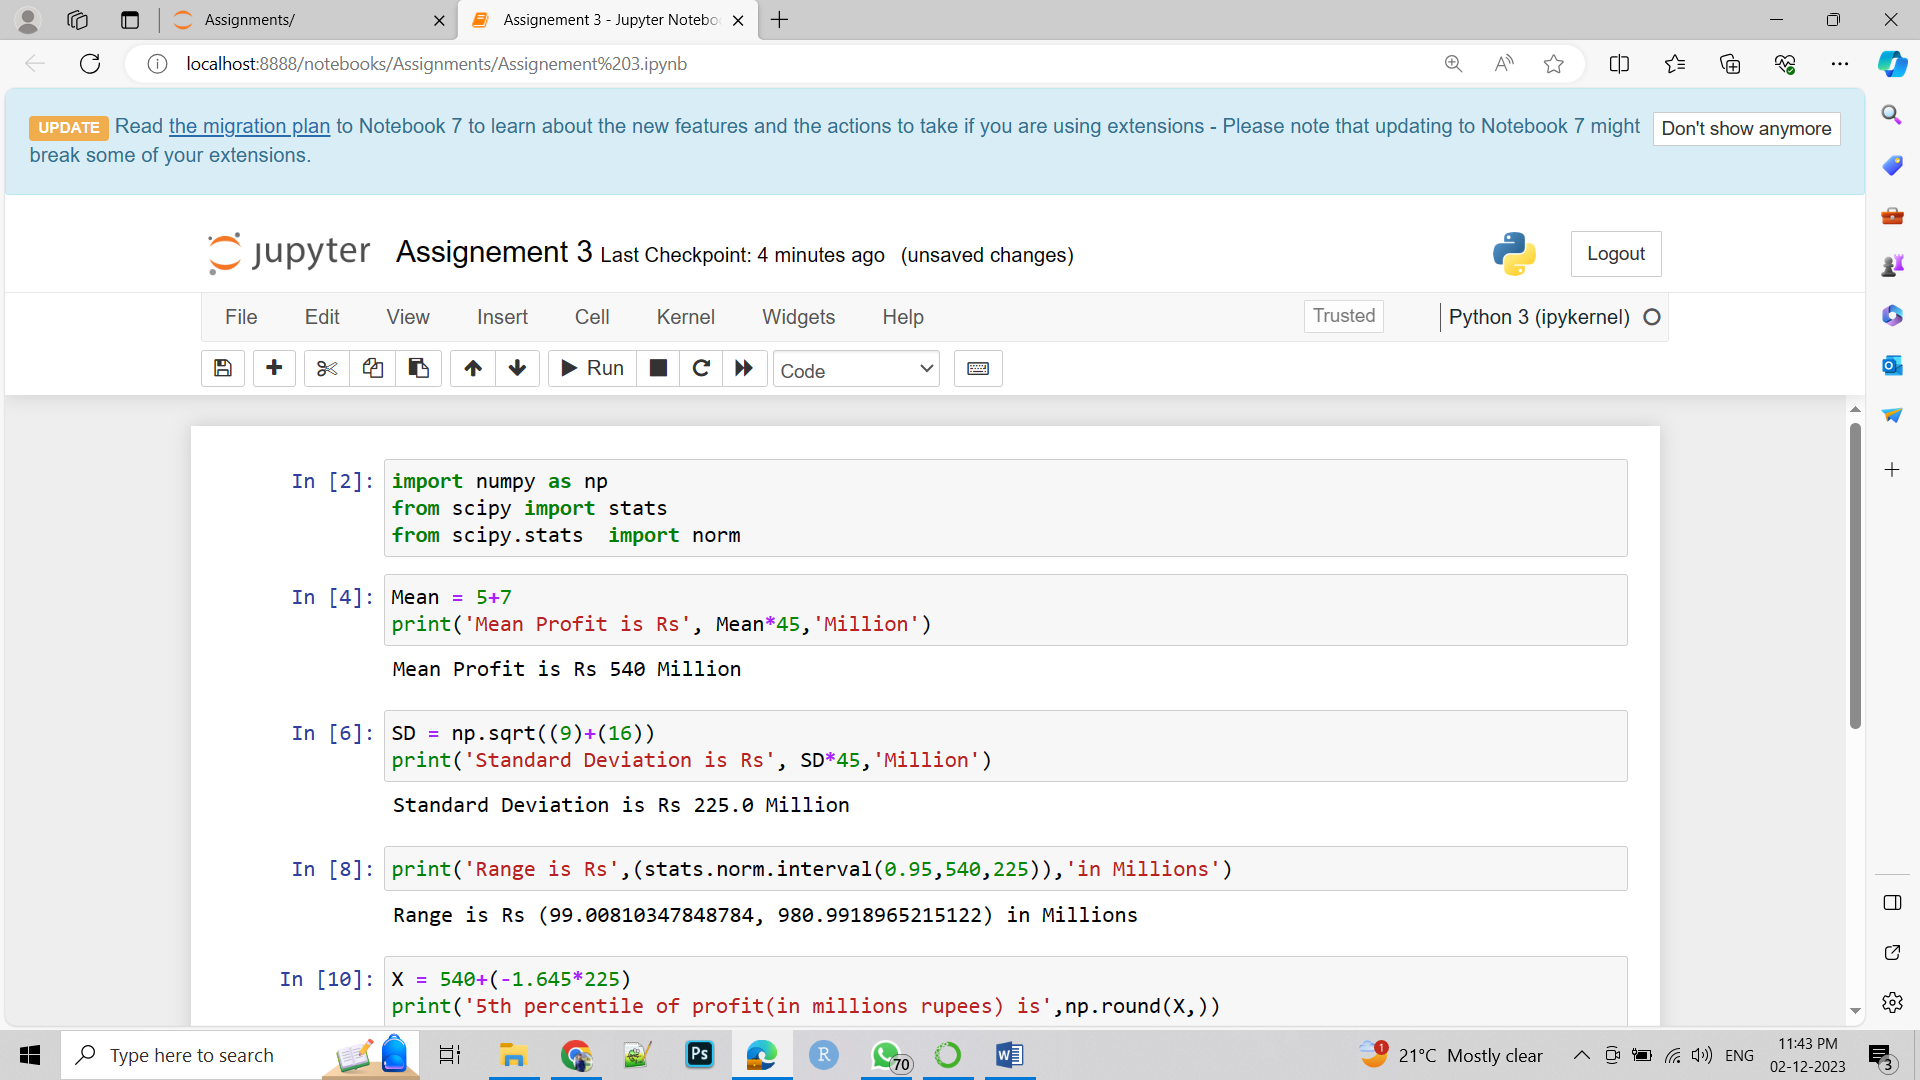 Assignments/
Assignement 3 - Jupyter Notebo
localhost:8888/notebooks/Assignments/Assignement%203.ipynb
UPDATE Read the migration plan to Notebook 7 to learn about the new features and the actions to take if you are using extensions - Please note that updating to Notebook 7 might
break some of your extensions.
Don't show anymore
jupyter Assignement 3 Last Checkpoint: 4 minutes ago (unsaved changes)
Logout
File Edit View Insert Cell Kernel Widgets Help
Trusted
Python 3 (ipykernel)
Run
Code
In [2]: import numpy as np
from scipy import stats
from scipy.stats  import norm
In [4]: Mean = 5+7
print('Mean Profit is Rs', Mean*45,'Million')
Mean Profit is Rs 540 Million
In [6]: SD = np.sqrt((9)+(16))
print('Standard Deviation is Rs', SD*45,'Million')
Standard Deviation is Rs 225.0 Million
In [8]: print('Range is Rs',(stats.norm.interval(0.95,540,225)),'in Millions')
Range is Rs (99.00810347848784, 980.9918965215122) in Millions
In [10]: X = 540+(-1.645*225)
print('5th percentile of profit(in millions rupees) is',np.round(X,))
Type here to search
Ps
R
70
W
1
21°C Mostly clear
ENG
11:43 PM
02-12-2023
3